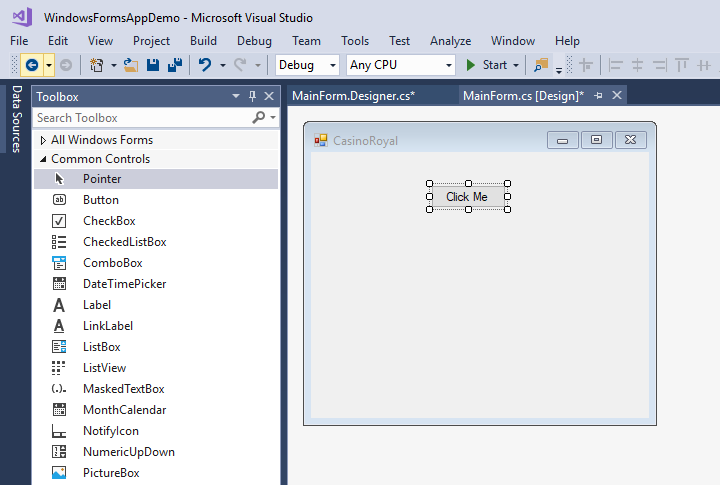 WindowsFormsAppDemo - Microsoft Visual Studio
File Edit View Project Build Debug Team Tools Test Analyze Window Help
Debug Any CPU Start
Data Sources
Toolbox
Search Toolbox
All Windows Forms
Common Controls
Pointer
Button
CheckBox
CheckedListBox
ComboBox
DateTimePicker
Label
LinkLabel
ListBox
ListView
MaskedTextBox
MonthCalendar
NotifyIcon
NumericUpDown
PictureBox
MainForm.Designer.cs* MainForm.cs [Design]*
CasinoRoyal
Click Me